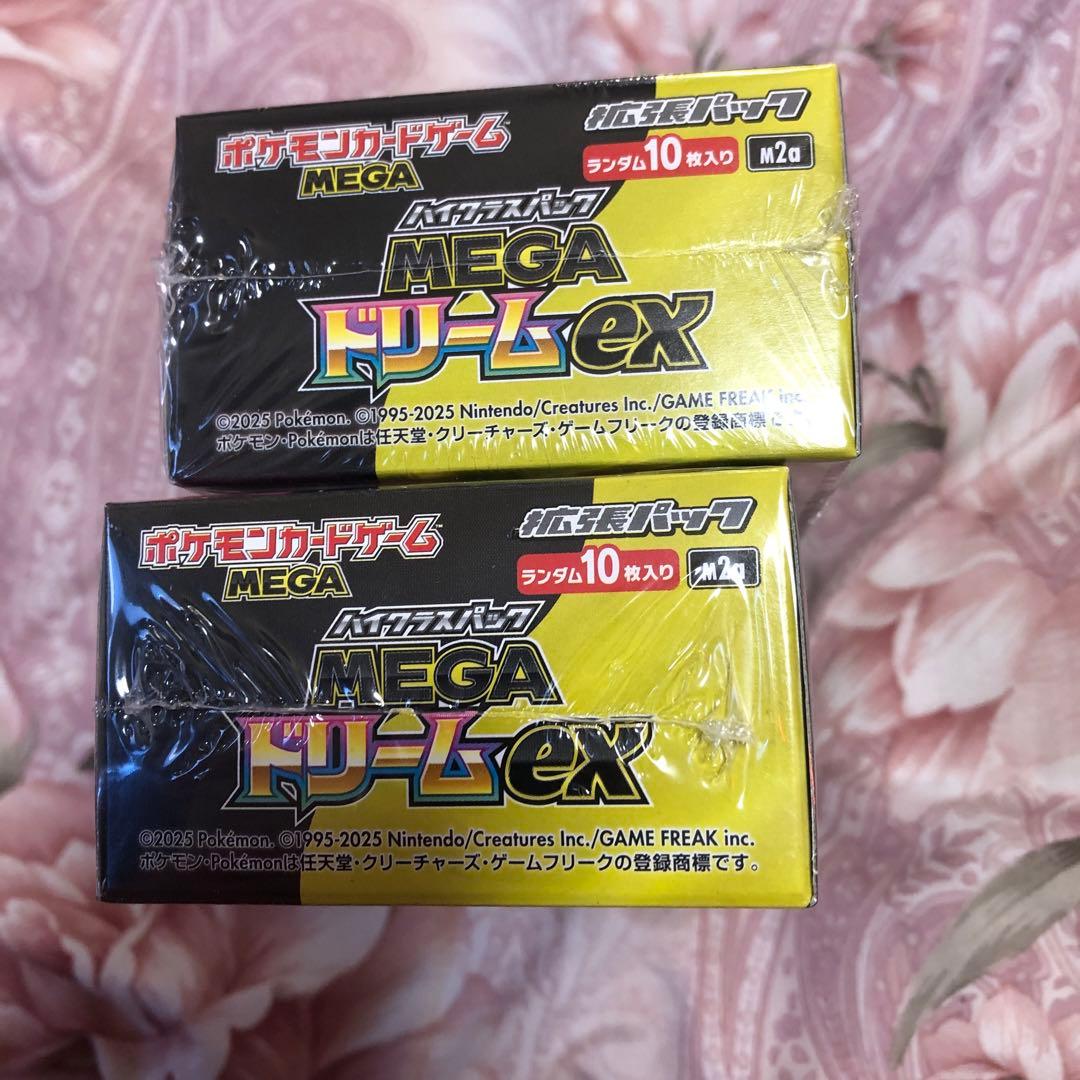 ポケモンカードゲーム
MEGA
拡張パック
ランダム10枚入り M2a
ハイクラスパック
MEGA
ドリームex
©2025 Pokémon. ©1995-2025 Nintendo/Creatures Inc./GAME FREAK inc.
ポケモン・Pokémonは任天堂・クリーチャーズ・ゲームフリークの登録商標です
ポケモンカードゲーム™
MEGA
拡張パック
ランダム10枚入り M2a
ハイクラスパック
MEGA
ドリームex
©2025 Pokémon. ©1995-2025 Nintendo/Creatures Inc./GAME FREAK inc.
ポケモン・Pokémonは任天堂・クリーチャーズ・ゲームフリークの登録商標です。